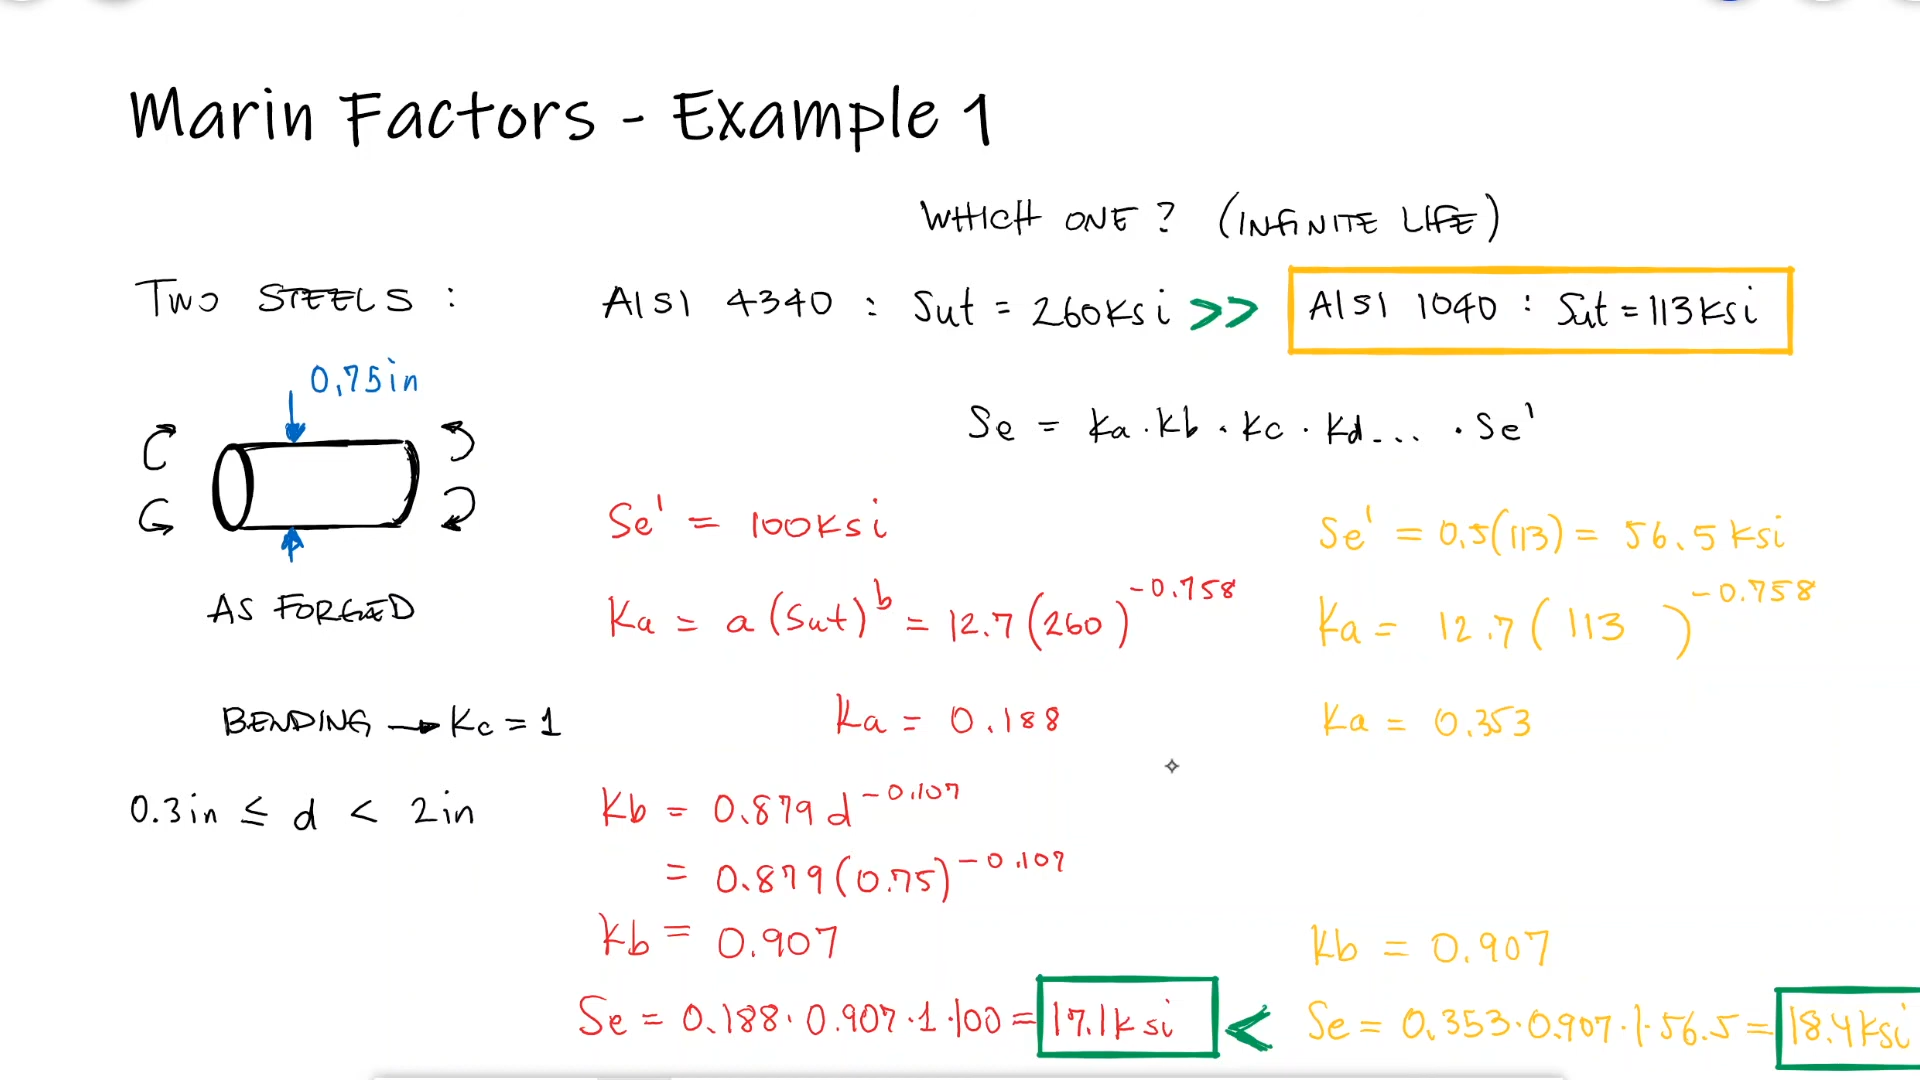 Marin Factors - Example 1
WHICH ONE? (INFINITE LIFE)
TWO STEELS: AISI 4340 : Sut = 260ksi >> AISI 1040 : Sut = 113ksi
0.75in
Se = ka · kb · kc · kd... · Se'
Se' = 100ksi
Se' = 0.5(113) = 56.5 ksi
AS FORGED
Ka = a (Sut)^b = 12.7 (260)^-0.758
Ka = 12.7 ( 113 )^-0.758
BENDING → Kc = 1
Ka = 0.188
Ka = 0.353
0.3in ≤ d < 2in
Kb = 0.879 d^-0.107
= 0.879 (0.75)^-0.107
kb = 0.907
kb = 0.907
Se = 0.188 · 0.907 · 1 · 100 = 17.1ksi < Se = 0.353 · 0.907 · 1 · 56.5 = 18.4ksi